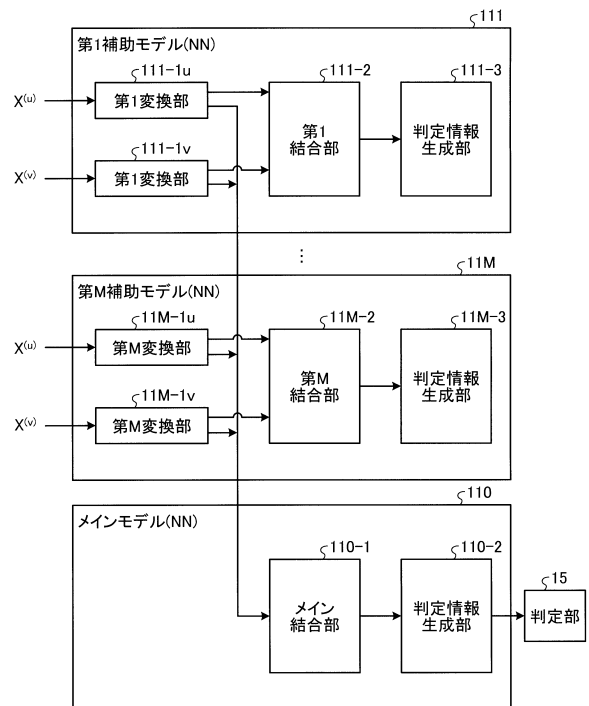 111
第1補助モデル(NN)
111-1u
111-2
111-3
X(u)
第1変換部
第1
結合部
判定情報
生成部
111-1v
X(v)
第1変換部
⋮
11M
第M補助モデル(NN)
11M-1u
11M-2
11M-3
X(u)
第M変換部
第M
結合部
判定情報
生成部
11M-1v
X(v)
第M変換部
110
メインモデル(NN)
110-1
110-2
15
メイン
結合部
判定情報
生成部
判定部